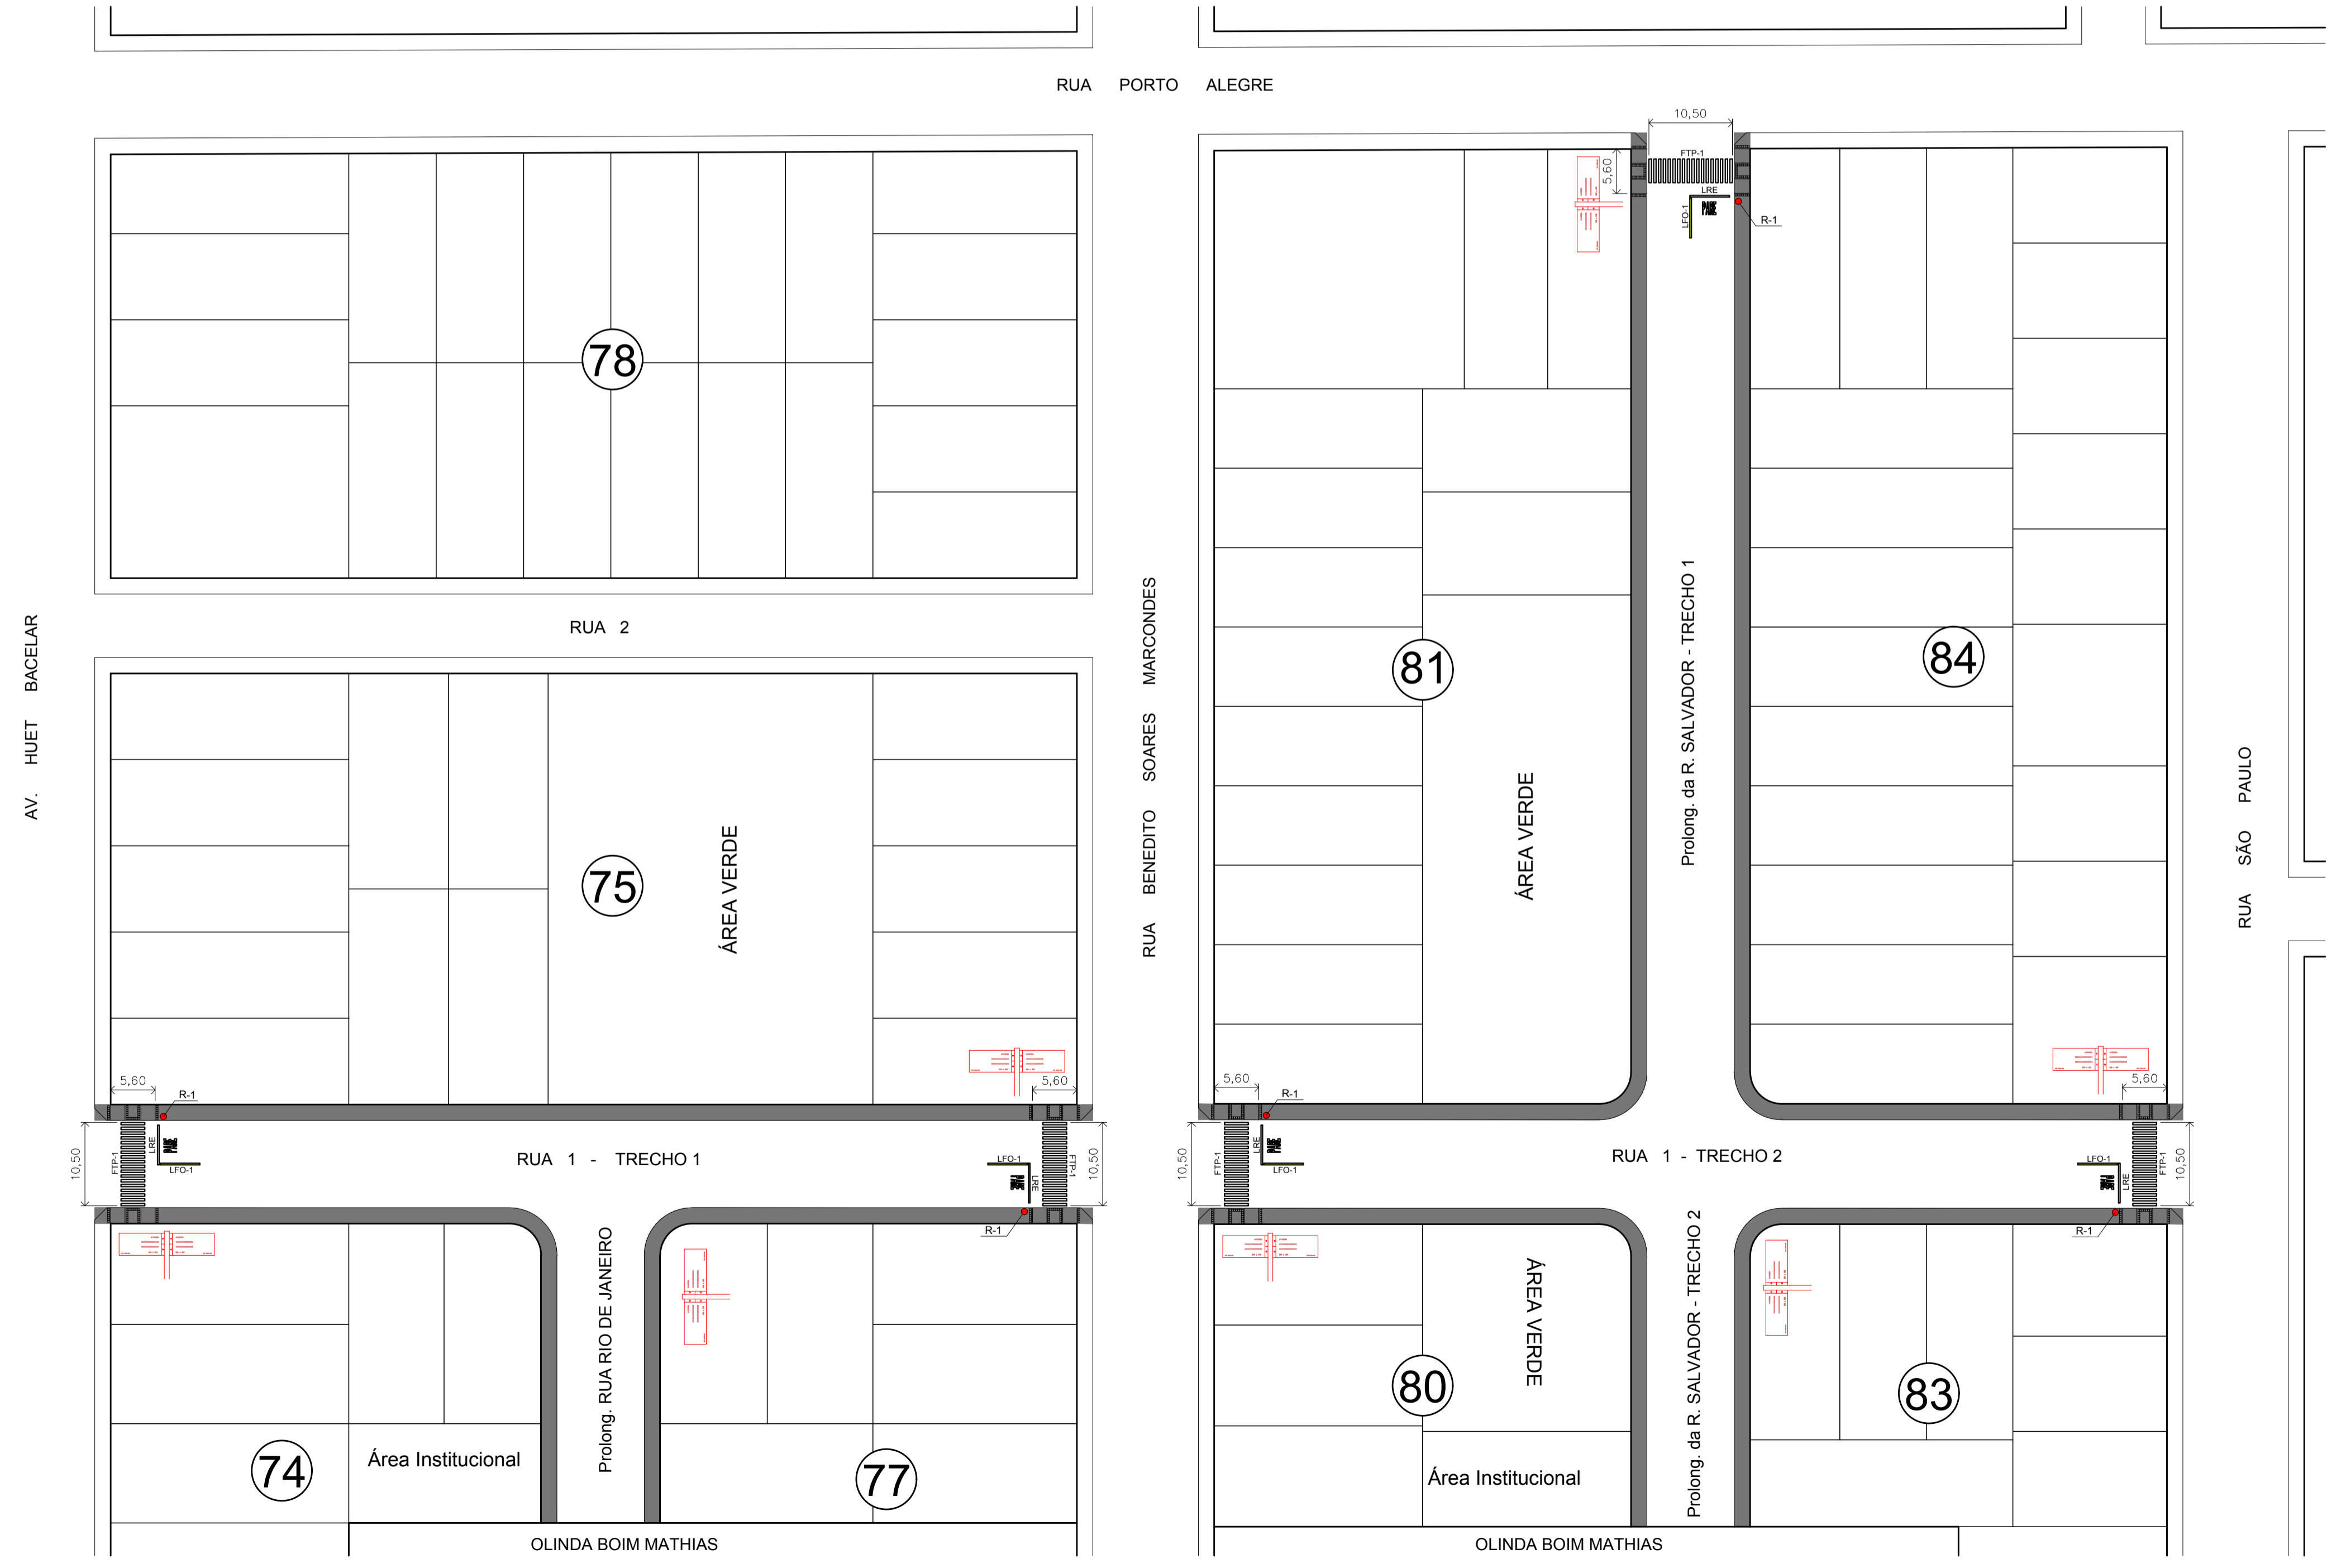 RUA PORTO ALEGRE
10,50
FTP-1
5,60
LRE
LFO-1
PARE
R-1
78
AV. HUET BACELAR
RUA 2
RUA BENEDITO SOARES MARCONDES
81
Prolong. da R. SALVADOR - TRECHO 1
84
RUA SÃO PAULO
75
ÁREA VERDE
ÁREA VERDE
5,60
R-1
5,60
5,60
R-1
5,60
10,50
FTP-1
LRE
PARE
LFO-1
RUA 1 - TRECHO 1
LFO-1
PARE
LRE
FTP-1
10,50
R-1
10,50
FTP-1
LRE
PARE
LFO-1
RUA 1 - TRECHO 2
LFO-1
PARE
LRE
FTP-1
10,50
R-1
Prolong. RUA RIO DE JANEIRO
ÁREA VERDE
Prolong. da R. SALVADOR - TRECHO 2
74
Área Institucional
77
80
Área Institucional
83
OLINDA BOIM MATHIAS
OLINDA BOIM MATHIAS